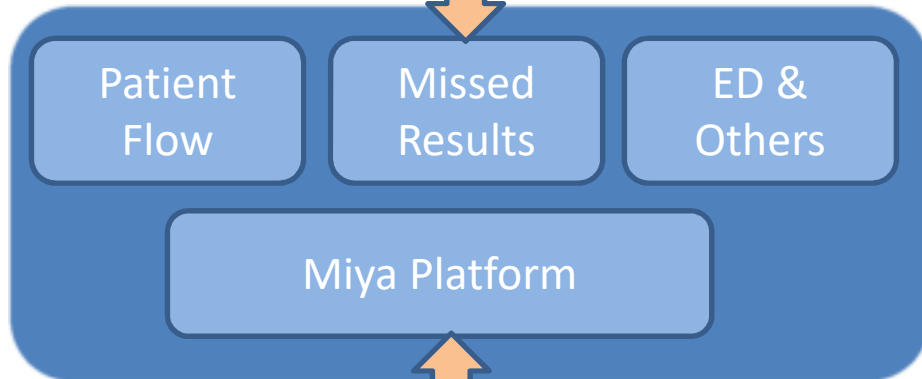 Patient
Flow
Missed
Results
ED &
Others
Miya Platform